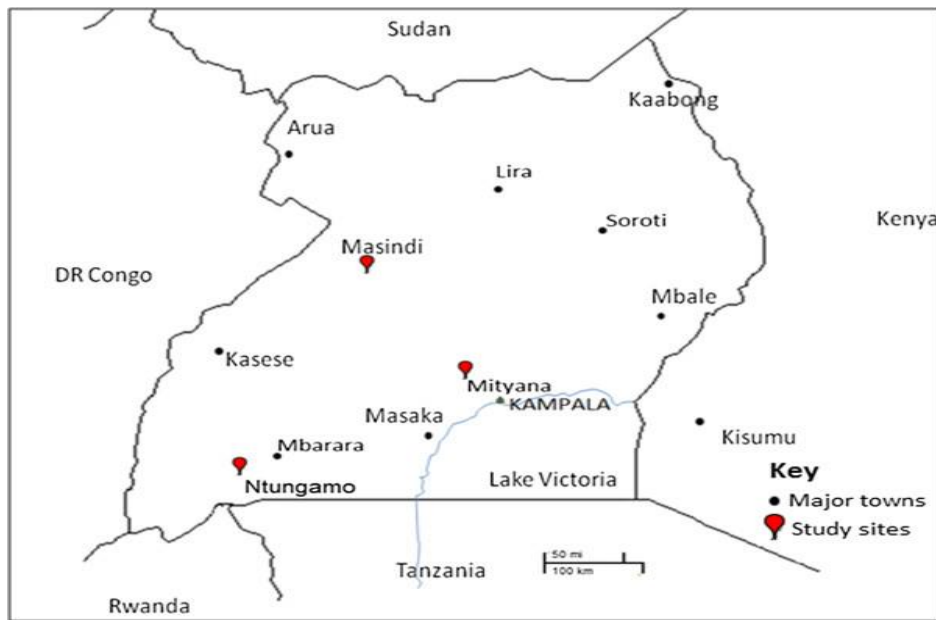 Sudan
Kaabong
Arua
Lira
Soroti
Kenya
Masindi
DR Congo
Mbale
Kasese
Mityana
KAMPALA
Masaka
Kisumu
Mbarara
Key
Ntungamo
Lake Victoria
Major towns
Study sites
50 mi
100 km
Tanzania
Rwanda